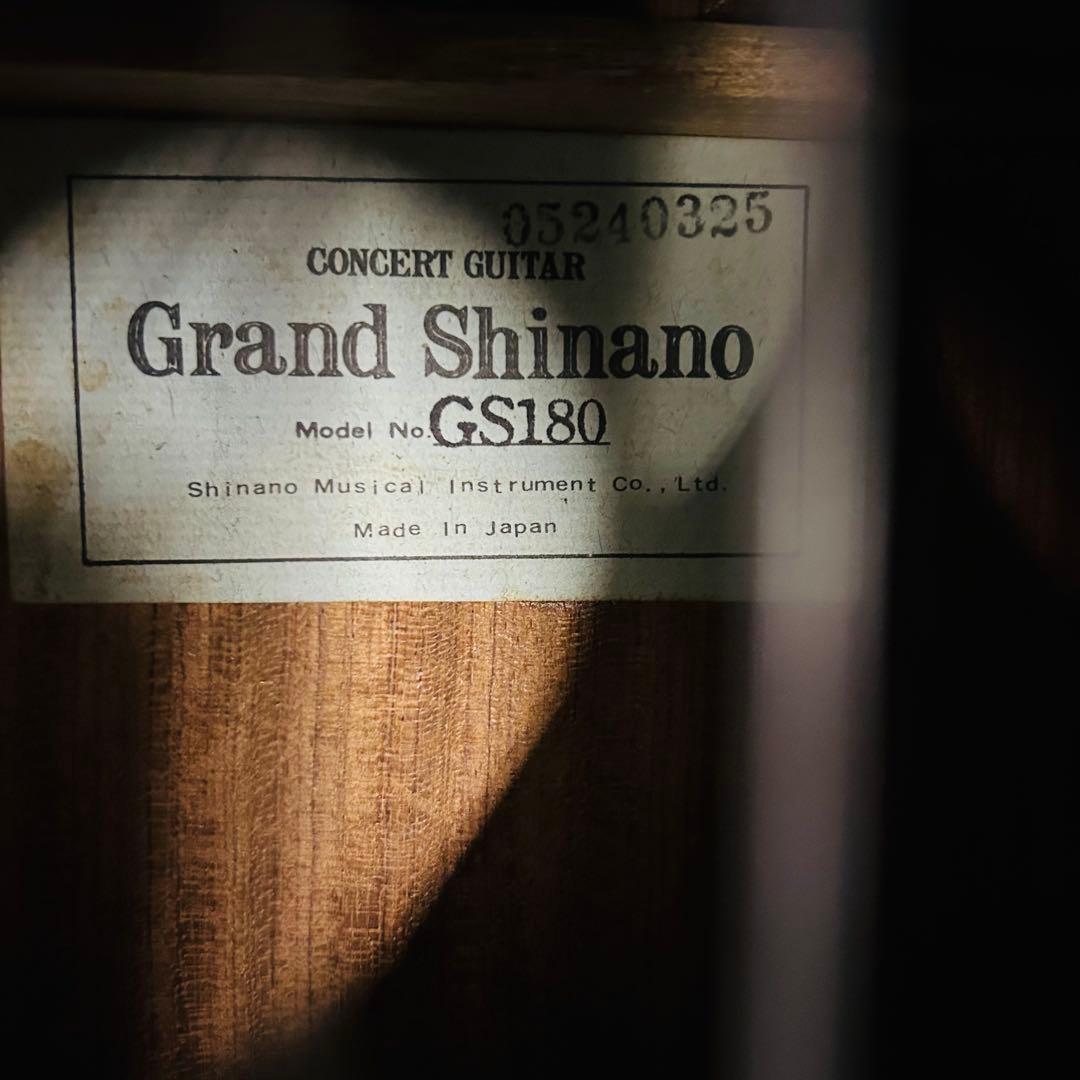 05240325
CONCERT GUITAR
Grand Shinano
Model No.GS180
Shinano Musical Instrument Co.,Ltd.
Made In Japan